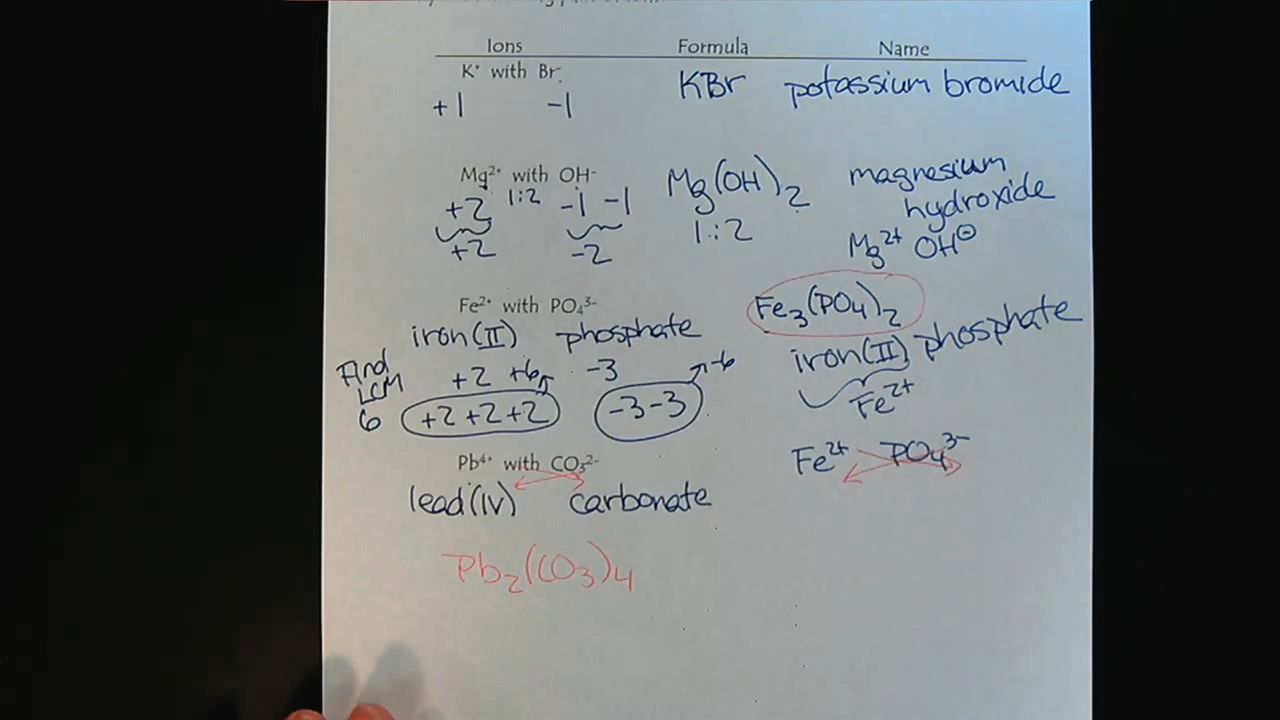 Ions Formula Name
K⁺ with Br⁻ KBr potassium bromide
+1 -1
Mg²⁺ with OH⁻ Mg(OH)₂ magnesium
+2 1:2 -1 -1 hydroxide
+2 -2 1:2 Mg²⁺ OH⊖
Fe²⁺ with PO₄³⁻ Fe₃(PO₄)₂
iron(II) phosphate iron(II) phosphate
Find LCM +2 +6 -3 -6 Fe²⁺
6 +2+2+2 -3-3
Pb⁴⁺ with CO₃²⁻ Fe²⁺ PO₄³⁻
lead(IV) carbonate
Pb₂(CO₃)₄